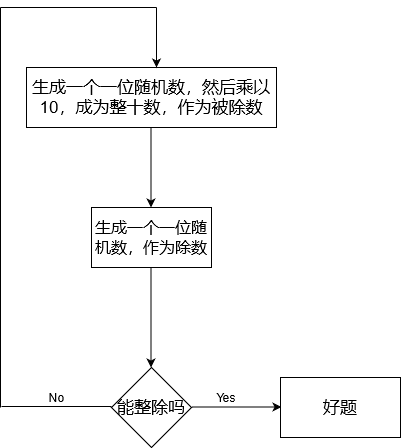 生成一个一位随机数，然后乘以
10，成为整十数，作为被除数
生成一个一位随
机数，作为除数
能整除吗
No
Yes
好题